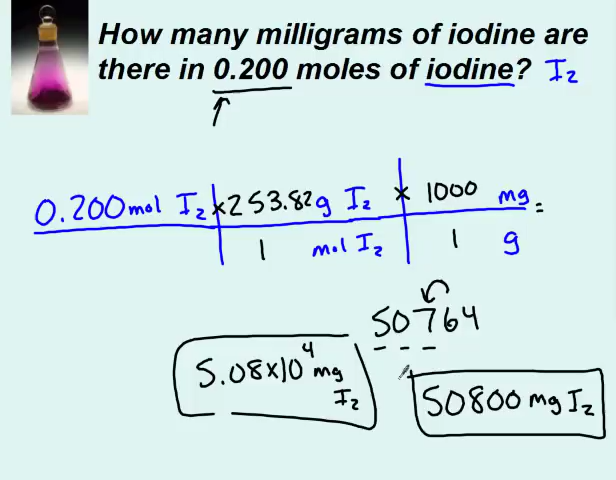 How many milligrams of iodine are
there in 0.200 moles of iodine? I₂
0.200 mol I₂ × 253.82 g I₂ × 1000 mg =
1 mol I₂ 1 g
50764
5.08×10⁴ mg
I₂
50800 mg I₂